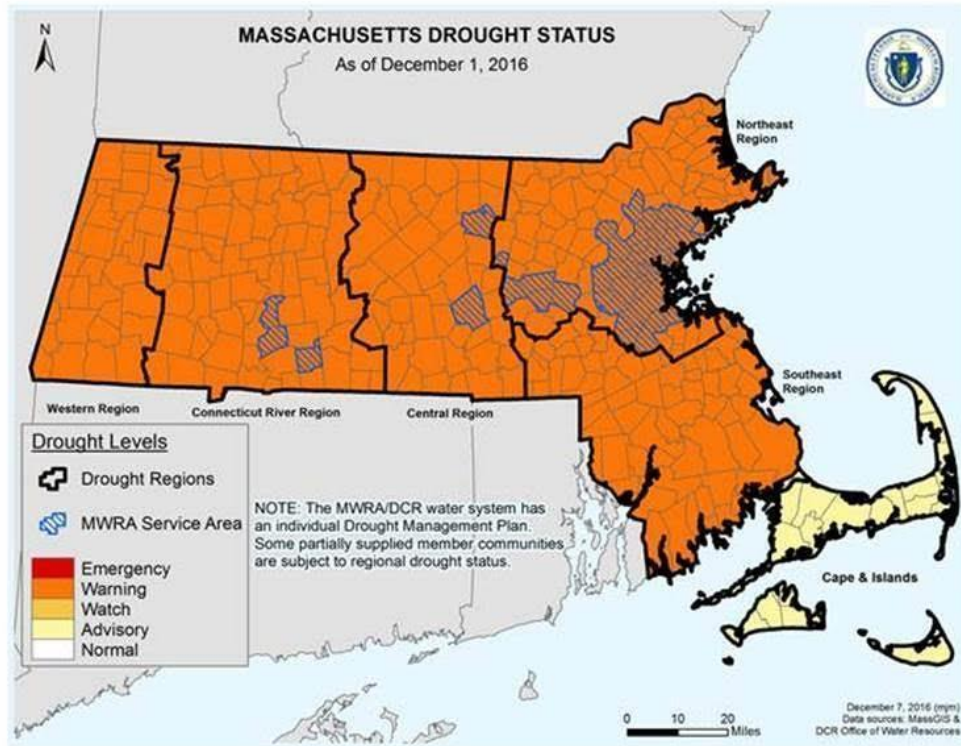 N
MASSACHUSETTS DROUGHT STATUS
As of December 1, 2016
Northeast
Region
Southeast
Region
Western Region
Connecticut River Region
Central Region
Drought Levels
Drought Regions
MWRA Service Area
Emergency
Warning
Watch
Advisory
Normal
NOTE: The MWRA/DCR water system has
an individual Drought Management Plan.
Some partially supplied member communities
are subject to regional drought status.
Cape & Islands
0 10 20
Miles
December 7, 2016 (mjm)
Data sources: MassGIS &
DCR Office of Water Resources